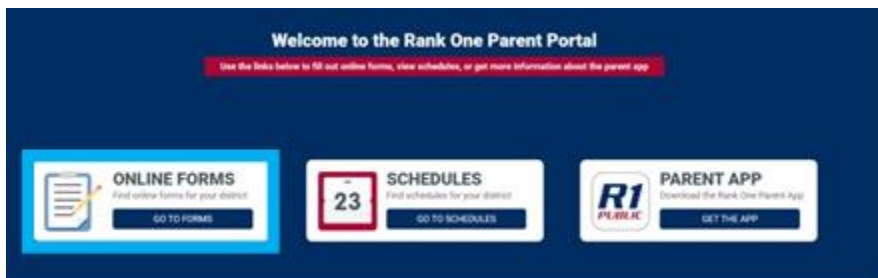 Welcome to the Rank One Parent Portal
Use the links below to fill out online forms, view schedules, or get more information about the parent app
ONLINE FORMS
Find online forms for your district
GO TO FORMS
23
SCHEDULES
Find schedules for your district
GO TO SCHEDULES
R1
PUBLIC
PARENT APP
Download the Rank One Parent App
GET THE APP